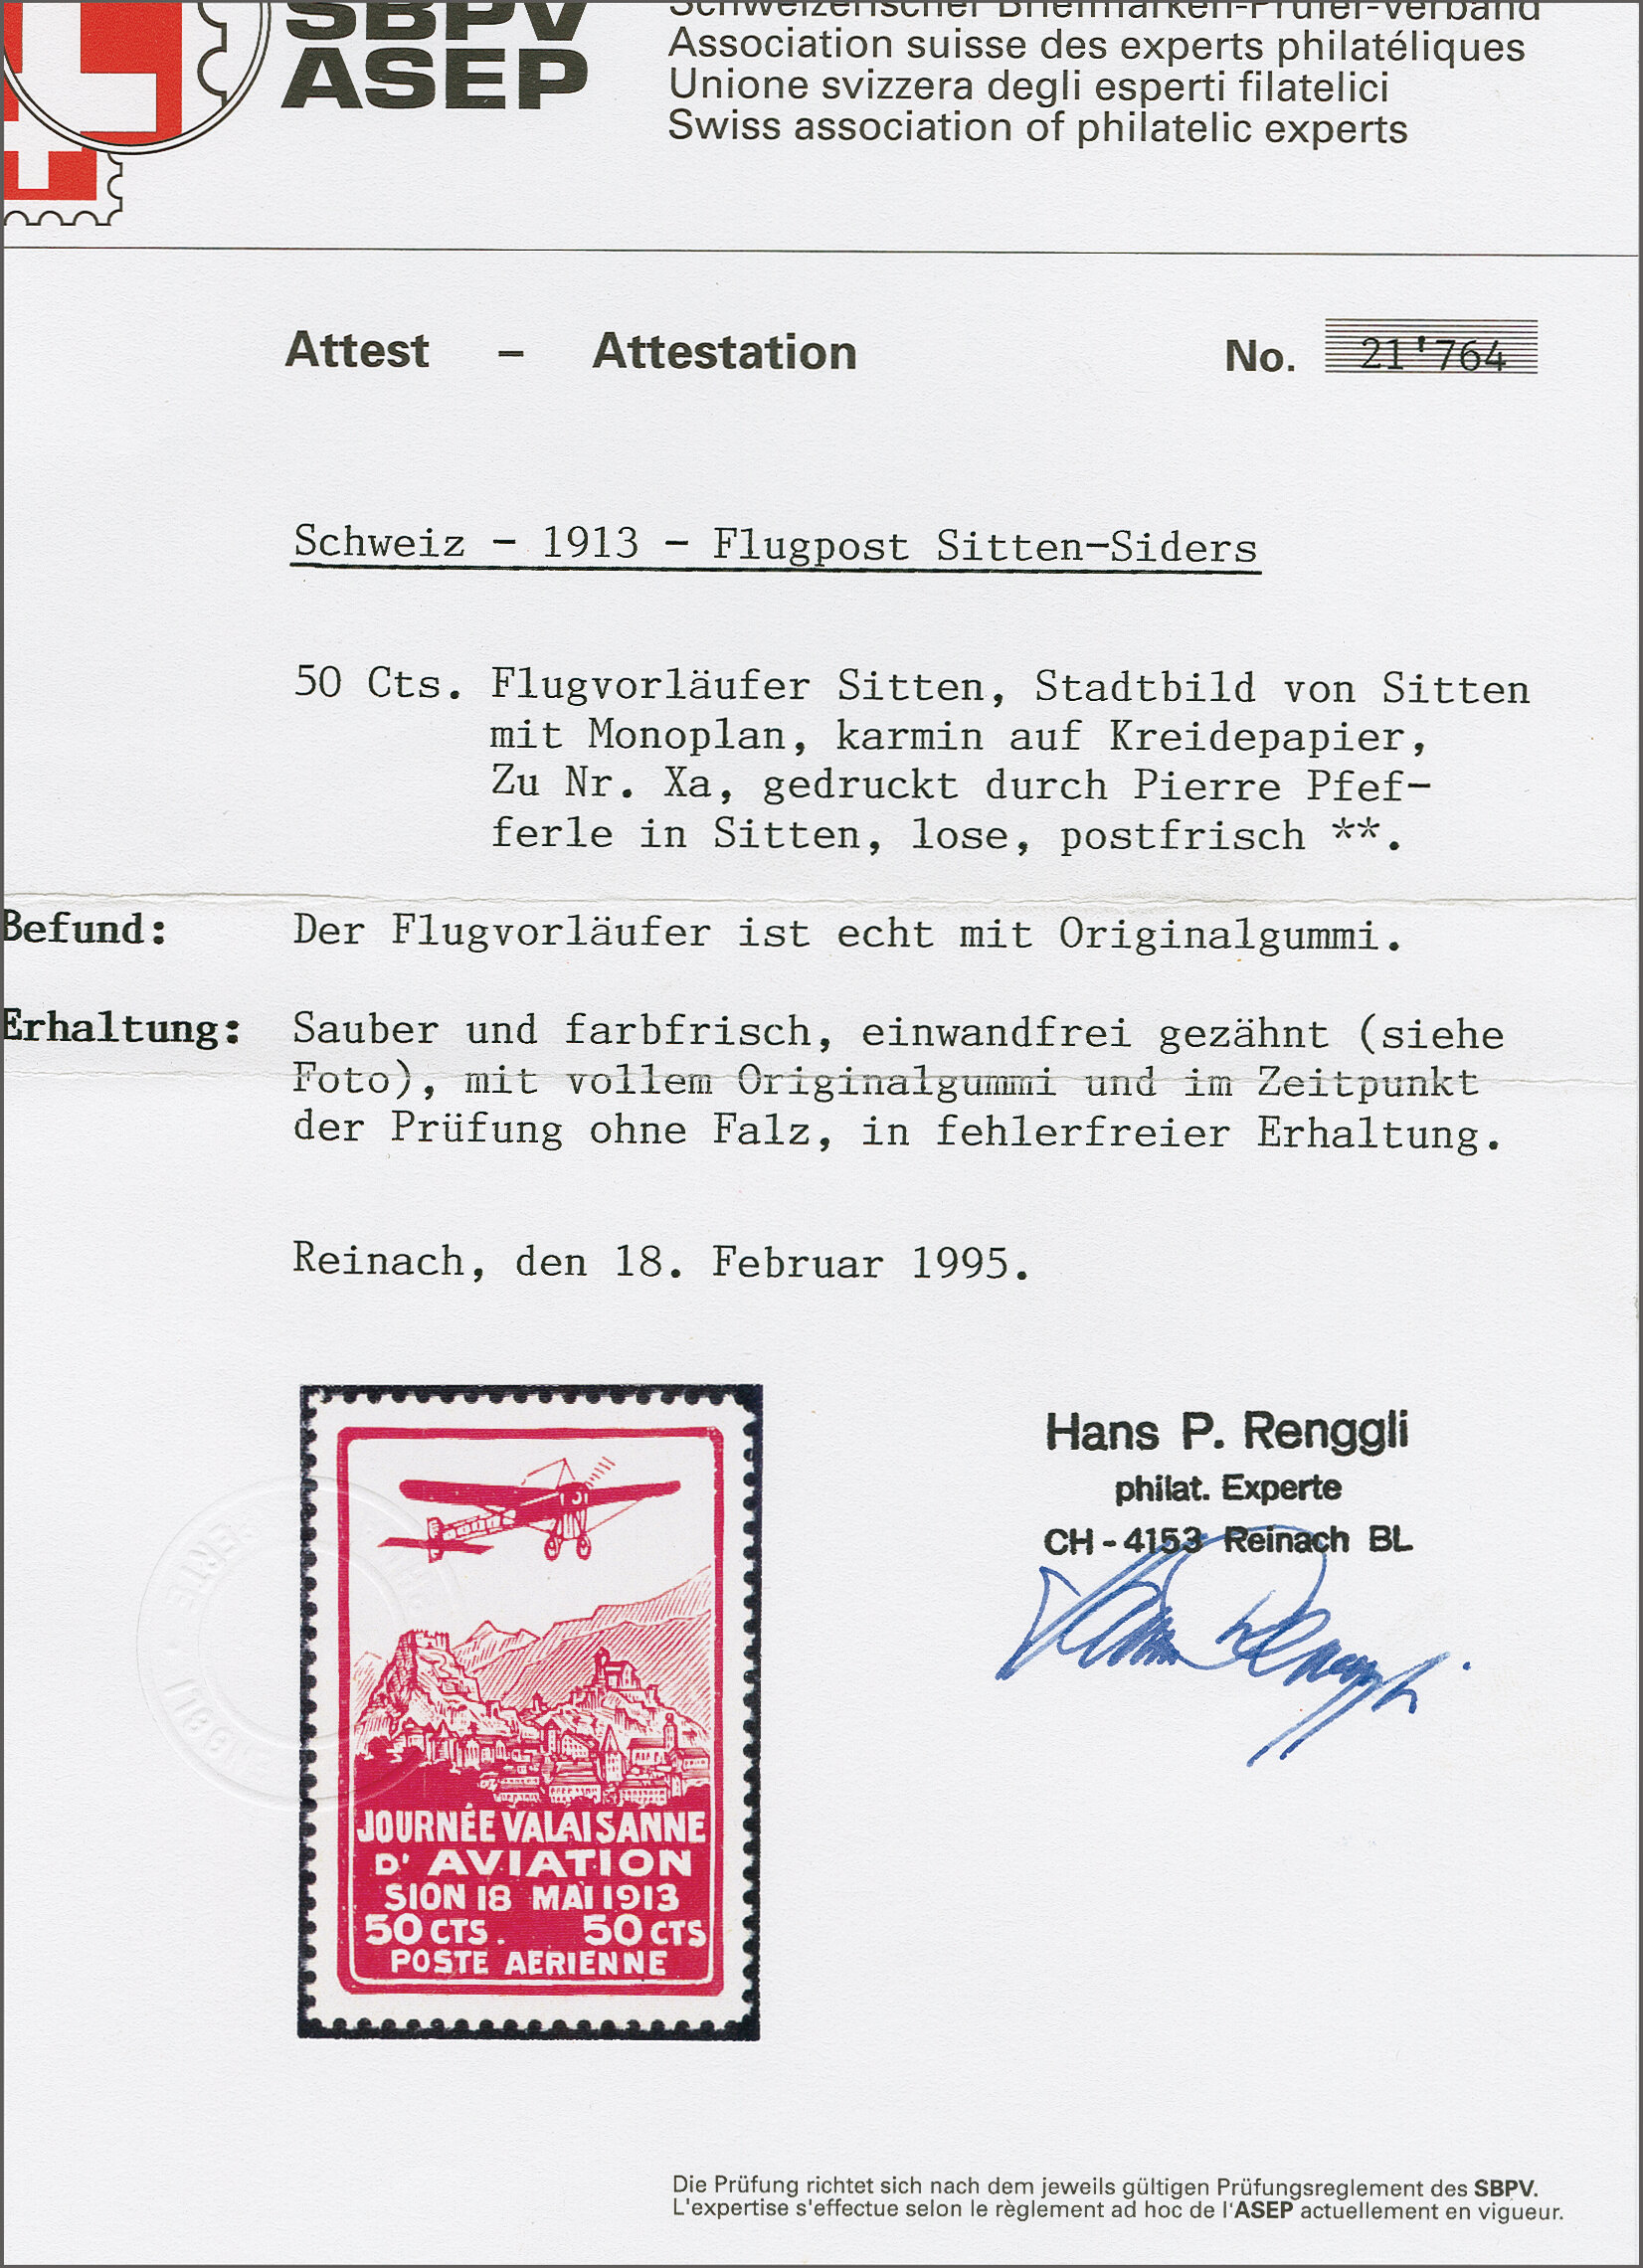 SBPV
ASEP
Schweizerischer Briefmarken-Prüfer-Verband
Association suisse des experts philatéliques
Unione svizzera degli esperti filatelici
Swiss association of philatelic experts
Attest – Attestation
No. 21'764
Schweiz - 1913 - Flugpost Sitten-Siders
50 Cts. Flugvorläufer Sitten, Stadtbild von Sitten
mit Monoplan, karmin auf Kreidepapier,
Zu Nr. Xa, gedruckt durch Pierre Pfef-
ferle in Sitten, lose, postfrisch **.
Befund: Der Flugvorläufer ist echt mit Originalgummi.
Erhaltung: Sauber und farbfrisch, einwandfrei gezähnt (siehe
Foto), mit vollem Originalgummi und im Zeitpunkt
der Prüfung ohne Falz, in fehlerfreier Erhaltung.
Reinach, den 18. Februar 1995.
JOURNÉE VALAISANNE
D' AVIATION
SION 18 MAI 1913
50 CTS. 50 CTS
POSTE AERIENNE
Hans P. Renggli
philat. Experte
CH-4153 Reinach BL
Die Prüfung richtet sich nach dem jeweils gültigen Prüfungsreglement des SBPV.
L'expertise s'effectue selon le règlement ad hoc de l'ASEP actuellement en vigueur.